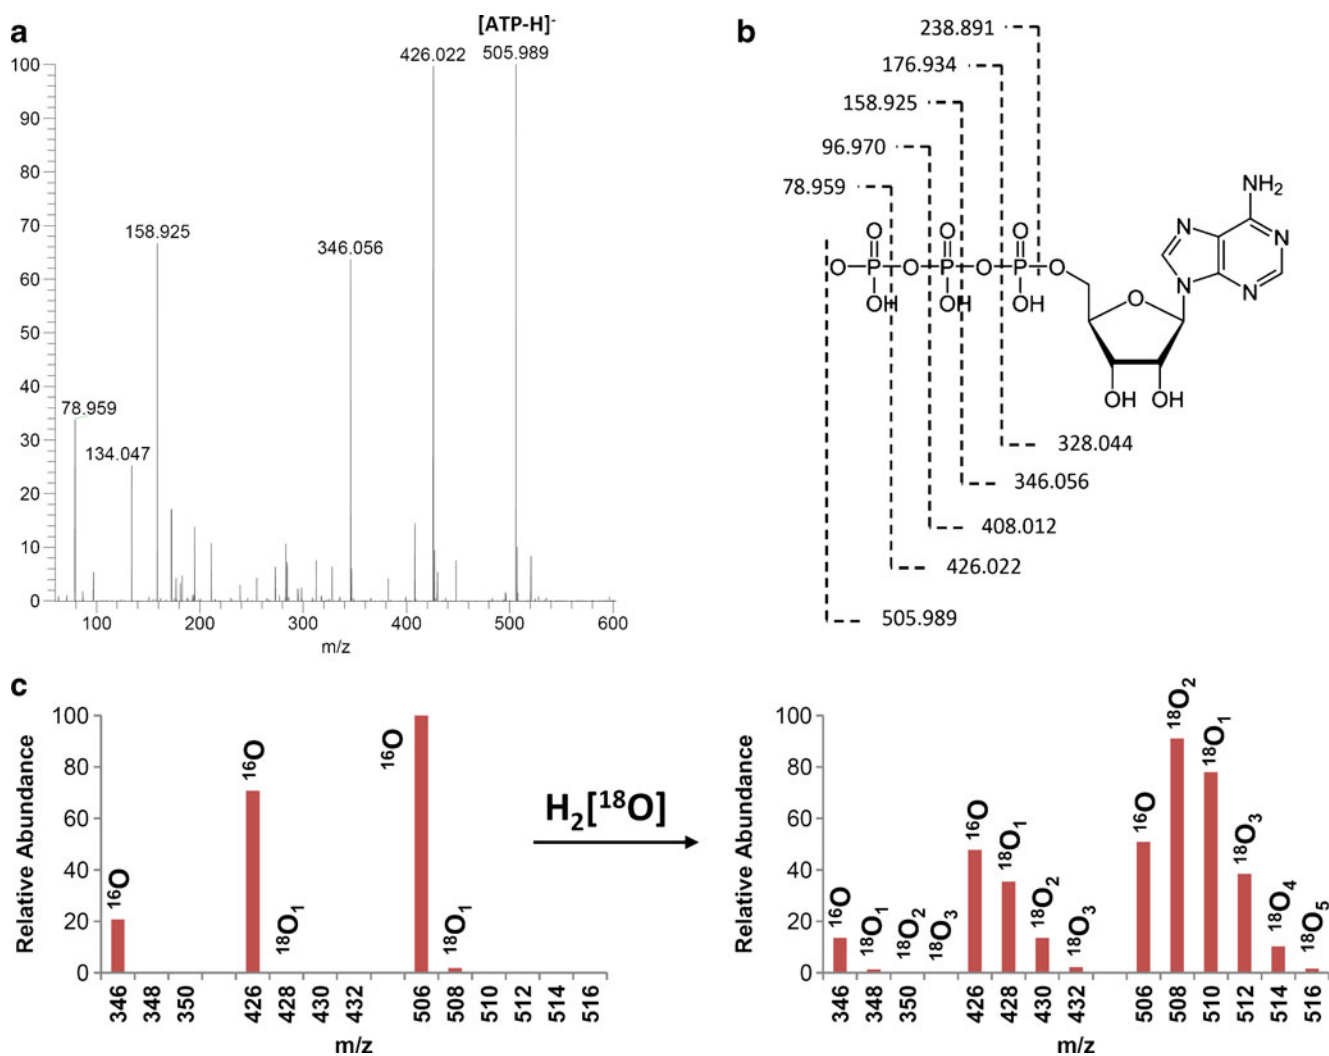 a
[ATP-H]-
426.022 505.989
100
90
80
70
60
50
40
30
20
10
0
158.925
346.056
78.959
134.047
100 200 300 400 500 600
m/z
b
238.891
176.934
158.925
96.970
78.959
NH2
N N
N N
O O O
O P O P O P O
OH OH OH
O
OH OH
328.044
346.056
408.012
426.022
505.989
c
Relative Abundance
100
80
60
40
20
0
16O
16O
18O1
16O
18O1
346 348 350 426 428 430 432 506 508 510 512 514 516
m/z
H2[18O]
Relative Abundance
100
80
60
40
20
0
16O
18O1
18O2
18O3
16O
18O1
18O2
18O3
16O
18O2
18O1
18O3
18O4
18O5
346 348 350 426 428 430 432 506 508 510 512 514 516
m/z